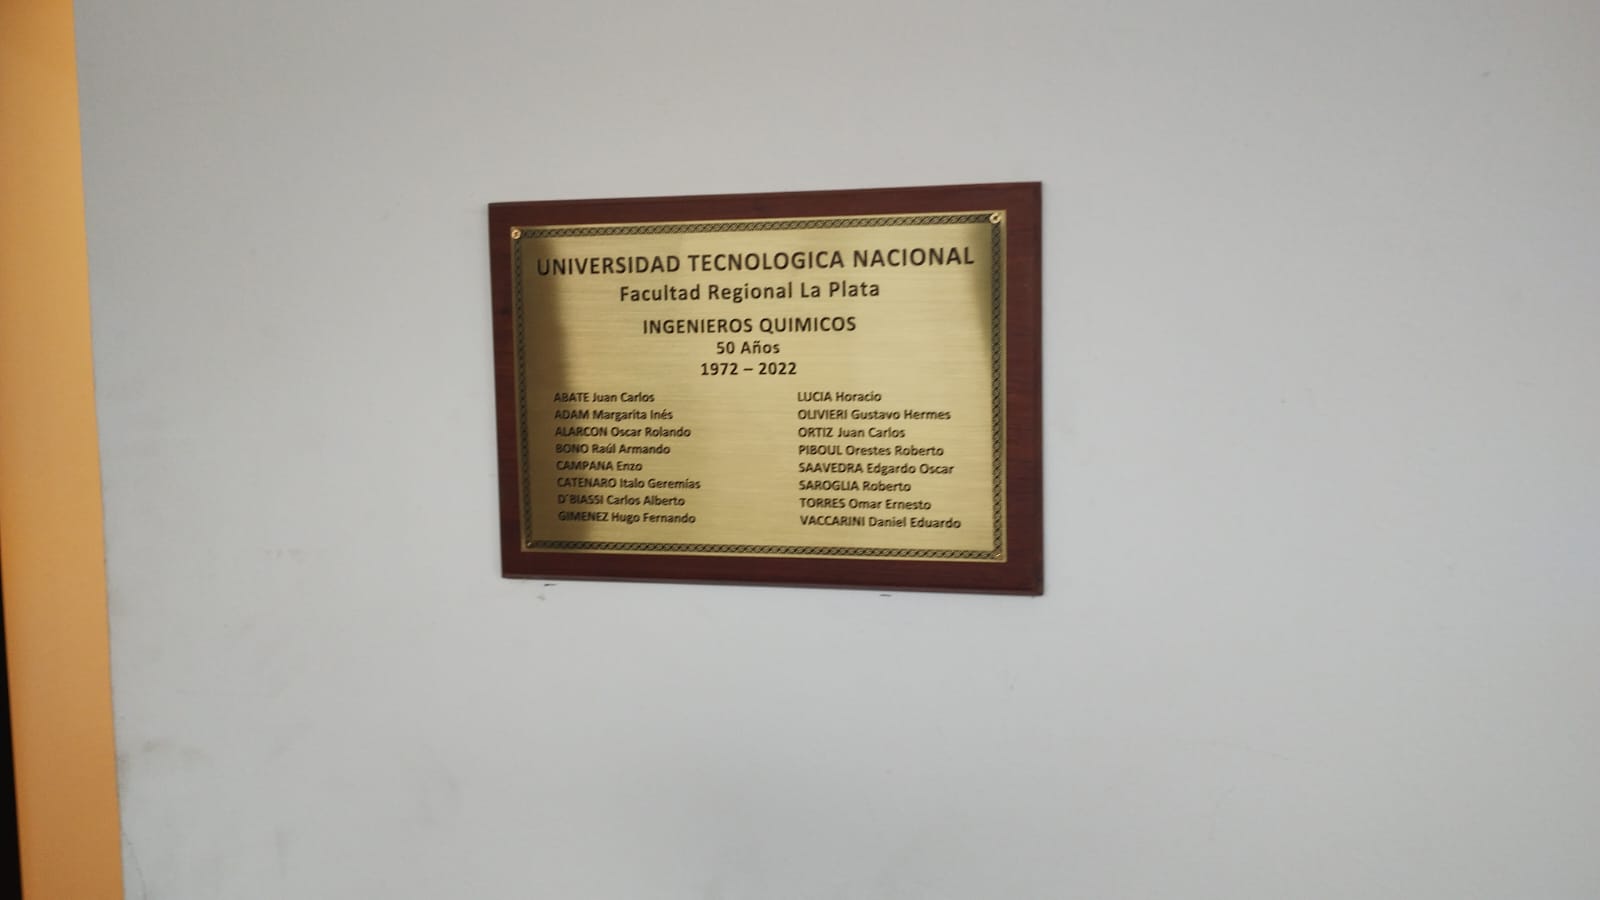 UNIVERSIDAD TECNOLOGICA NACIONAL
Facultad Regional La Plata
INGENIEROS QUIMICOS
50 Años
1972 – 2022
ABATE Juan Carlos
ADAM Margarita Inés
ALARCON Oscar Rolando
BONO Raúl Armando
CAMPANA Enzo
CATENARO Italo Geremías
D´BIASSI Carlos Alberto
GIMENEZ Hugo Fernando
LUCIA Horacio
OLIVIERI Gustavo Hermes
ORTIZ Juan Carlos
PIBOUL Orestes Roberto
SAAVEDRA Edgardo Oscar
SAROGLIA Roberto
TORRES Omar Ernesto
VACCARINI Daniel Eduardo